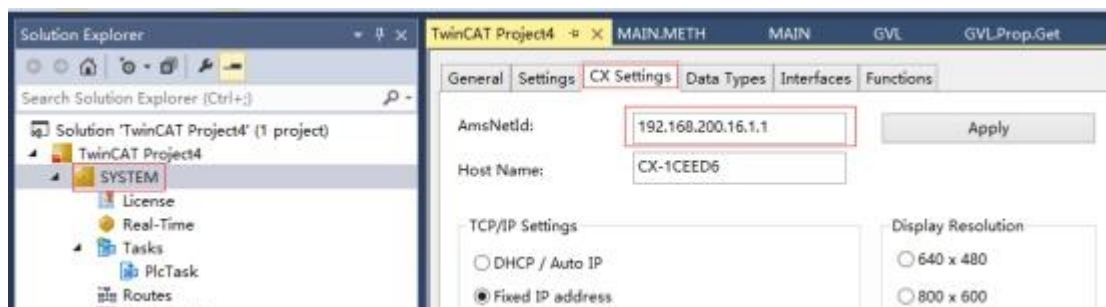 Solution Explorer
Search Solution Explorer (Ctrl+;)
Solution 'TwinCAT Project4' (1 project)
TwinCAT Project4
SYSTEM
License
Real-Time
Tasks
PlcTask
Routes
TwinCAT Project4 MAIN.METH MAIN GVL GVL.Prop.Get
General Settings CX Settings Data Types Interfaces Functions
AmsNetId: 192.168.200.16.1.1 Apply
Host Name: CX-1CEED6
TCP/IP Settings
DHCP / Auto IP
Fixed IP address
Display Resolution
640 x 480
800 x 600